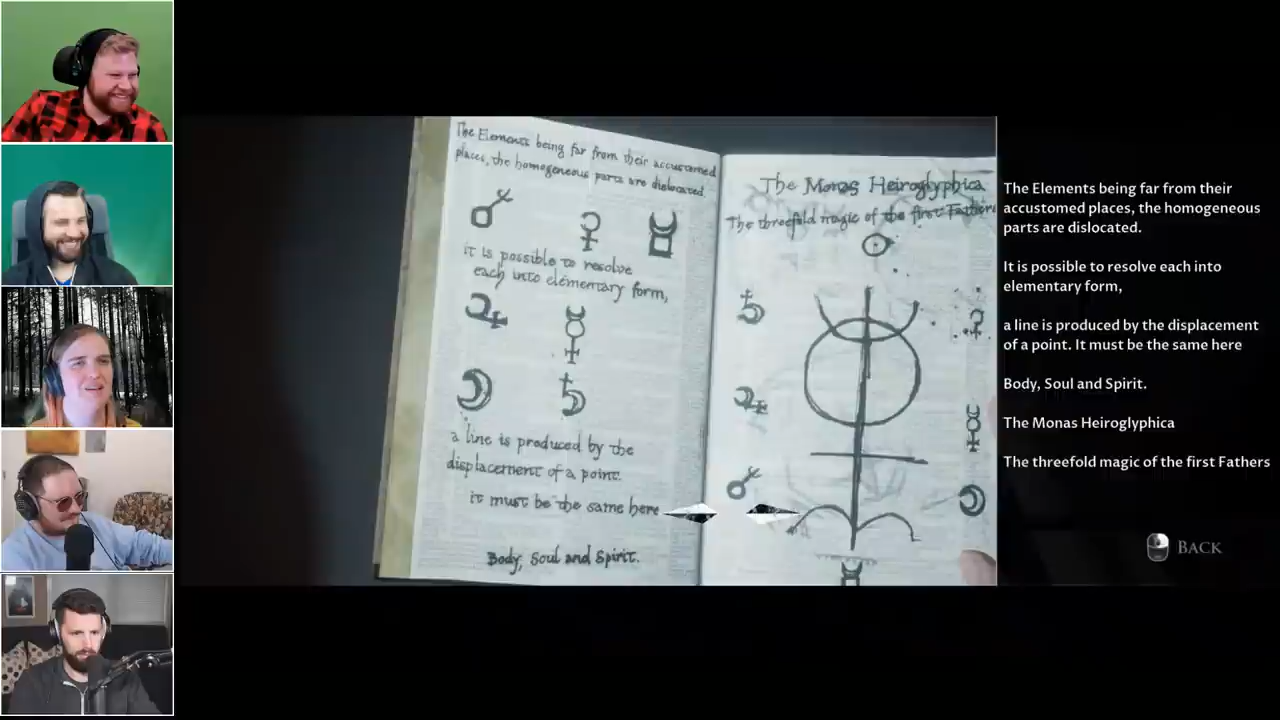 The Elements being far from their accustomed
places, the homogeneous parts are dislocated
it is possible to resolve
each into elementary form,
a line is produced by the
displacement of a point.
it must be the same here
Body, Soul and Spirit.
The Monas Heiroglyphica
The threefold magic of the first Fathers
The Elements being far from their
accustomed places, the homogeneous
parts are dislocated.
It is possible to resolve each into
elementary form,
a line is produced by the displacement
of a point. It must be the same here
Body, Soul and Spirit.
The Monas Heiroglyphica
The threefold magic of the first Fathers
BACK